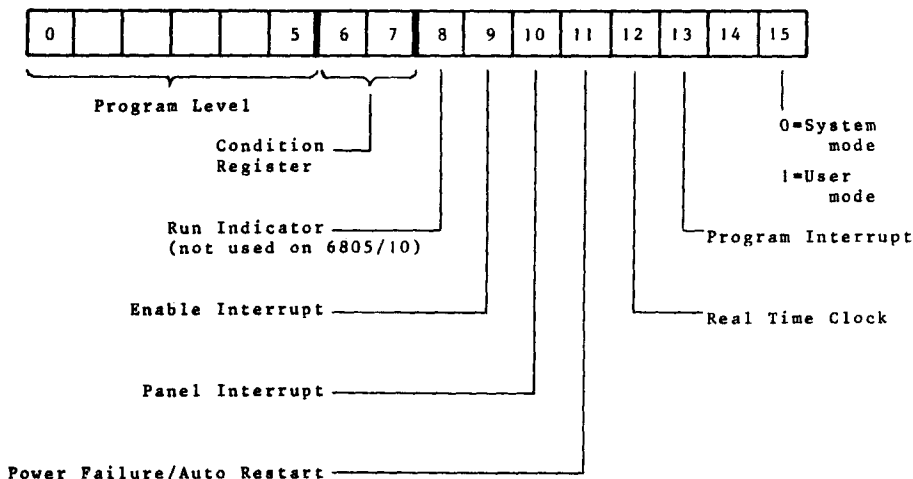 0 5 6 7 8 9 10 11 12 13 14 15
Program Level
Condition
Register
0=System
mode
1=User
mode
Run Indicator
(not used on 6805/10)
Program Interrupt
Enable Interrupt
Real Time Clock
Panel Interrupt
Power Failure/Auto Restart